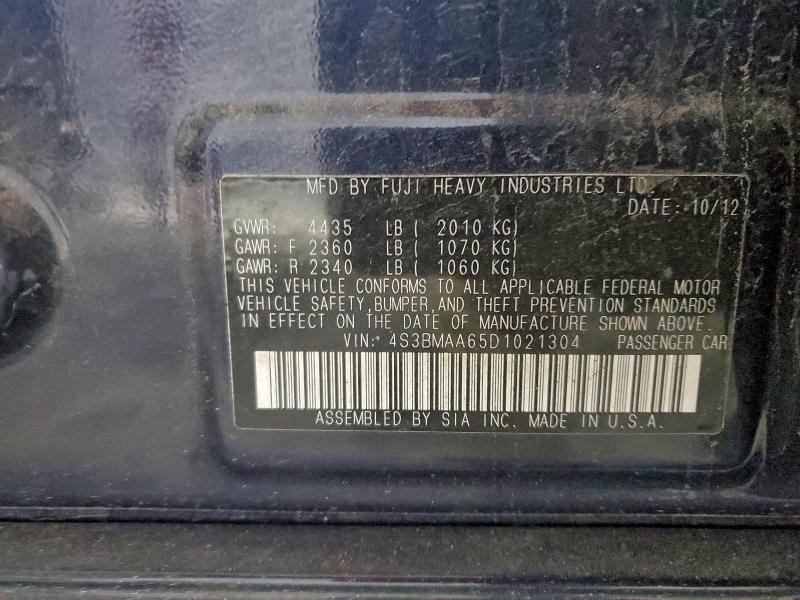 MFD BY FUJI HEAVY INDUSTRIES LTD.
DATE: 10/12
GVWR: 4435 LB ( 2010 KG)
GAWR: F 2360 LB ( 1070 KG)
GAWR: R 2340 LB ( 1060 KG)
THIS VEHICLE CONFORMS TO ALL APPLICABLE FEDERAL MOTOR
VEHICLE SAFETY, BUMPER, AND THEFT PREVENTION STANDARDS
IN EFFECT ON THE DATE OF MANUFACTURE SHOWN ABOVE.
VIN: * 4S3BMAA65D1021304 PASSENGER CAR
ASSEMBLED BY SIA INC. MADE IN U.S.A.